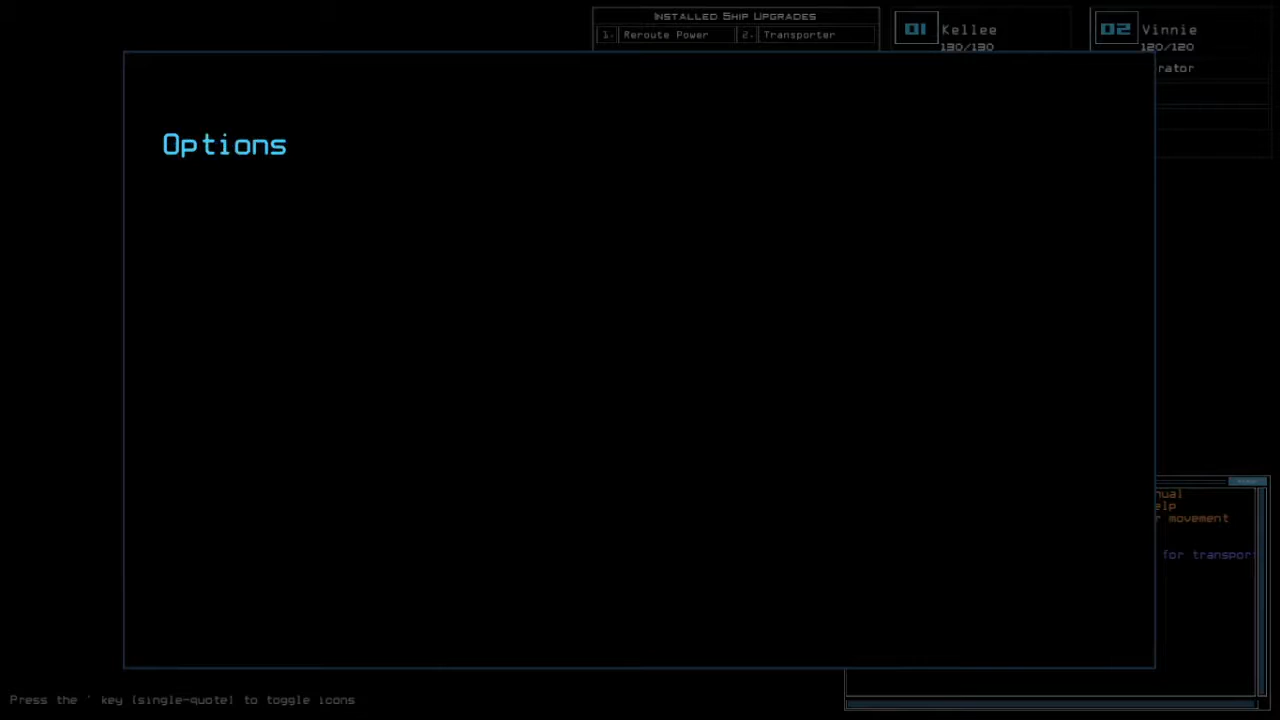 Installed Ship Upgrades
1. Reroute Power 2. Transporter
01 Kellee
130/130
02 Vinnie
120/120
rator
Options
nual
elp
r movement
for transpor
Press the ' key (single-quote) to toggle icons